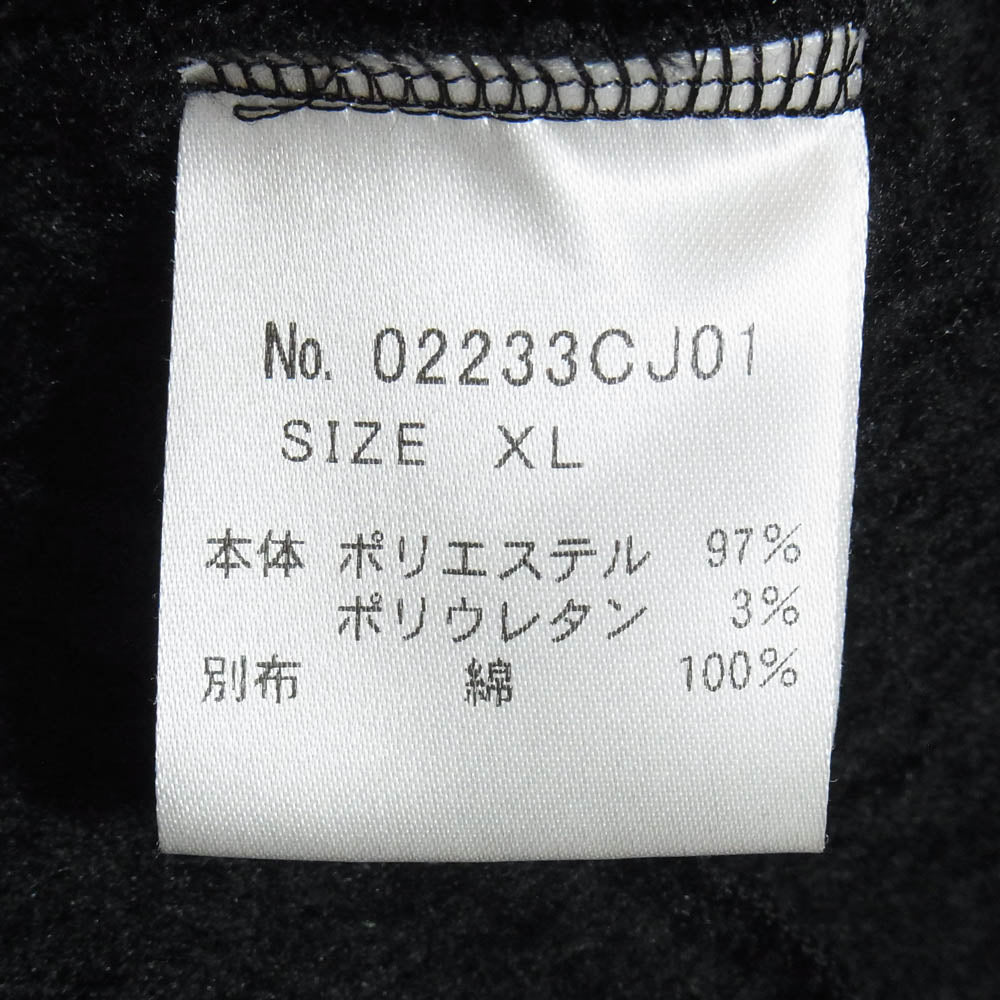 No. 02233CJ01
SIZE XL
本体 ポリエステル 97%
ポリウレタン 3%
別布 綿 100%